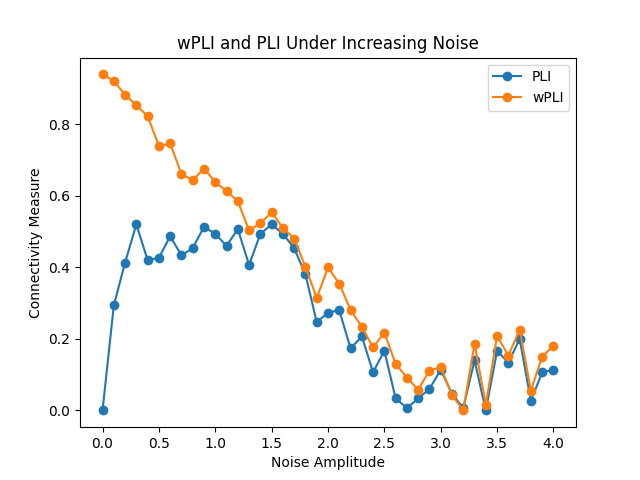 wPLI and PLI Under Increasing Noise
PLI
wPLI
Connectivity Measure
0.8
0.6
0.4
0.2
0.0
0.0 0.5 1.0 1.5 2.0 2.5 3.0 3.5 4.0
Noise Amplitude